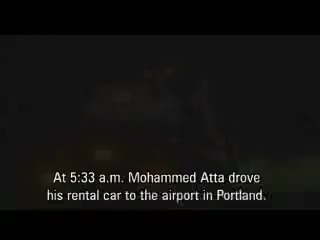 At 5:33 a.m. Mohammed Atta drove
his rental car to the airport in Portland.